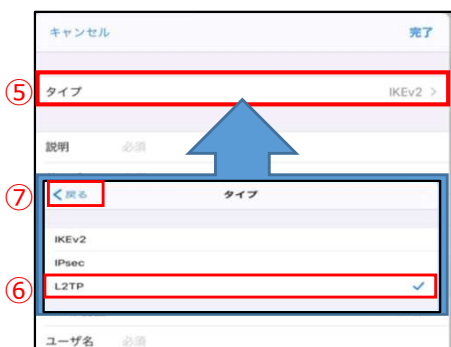 キャンセル 完了
⑤ タイプ IKEv2 >
説明 必須
⑦ <戻る タイプ
IKEv2
IPsec
⑥ L2TP ✓
ユーザ名 必須